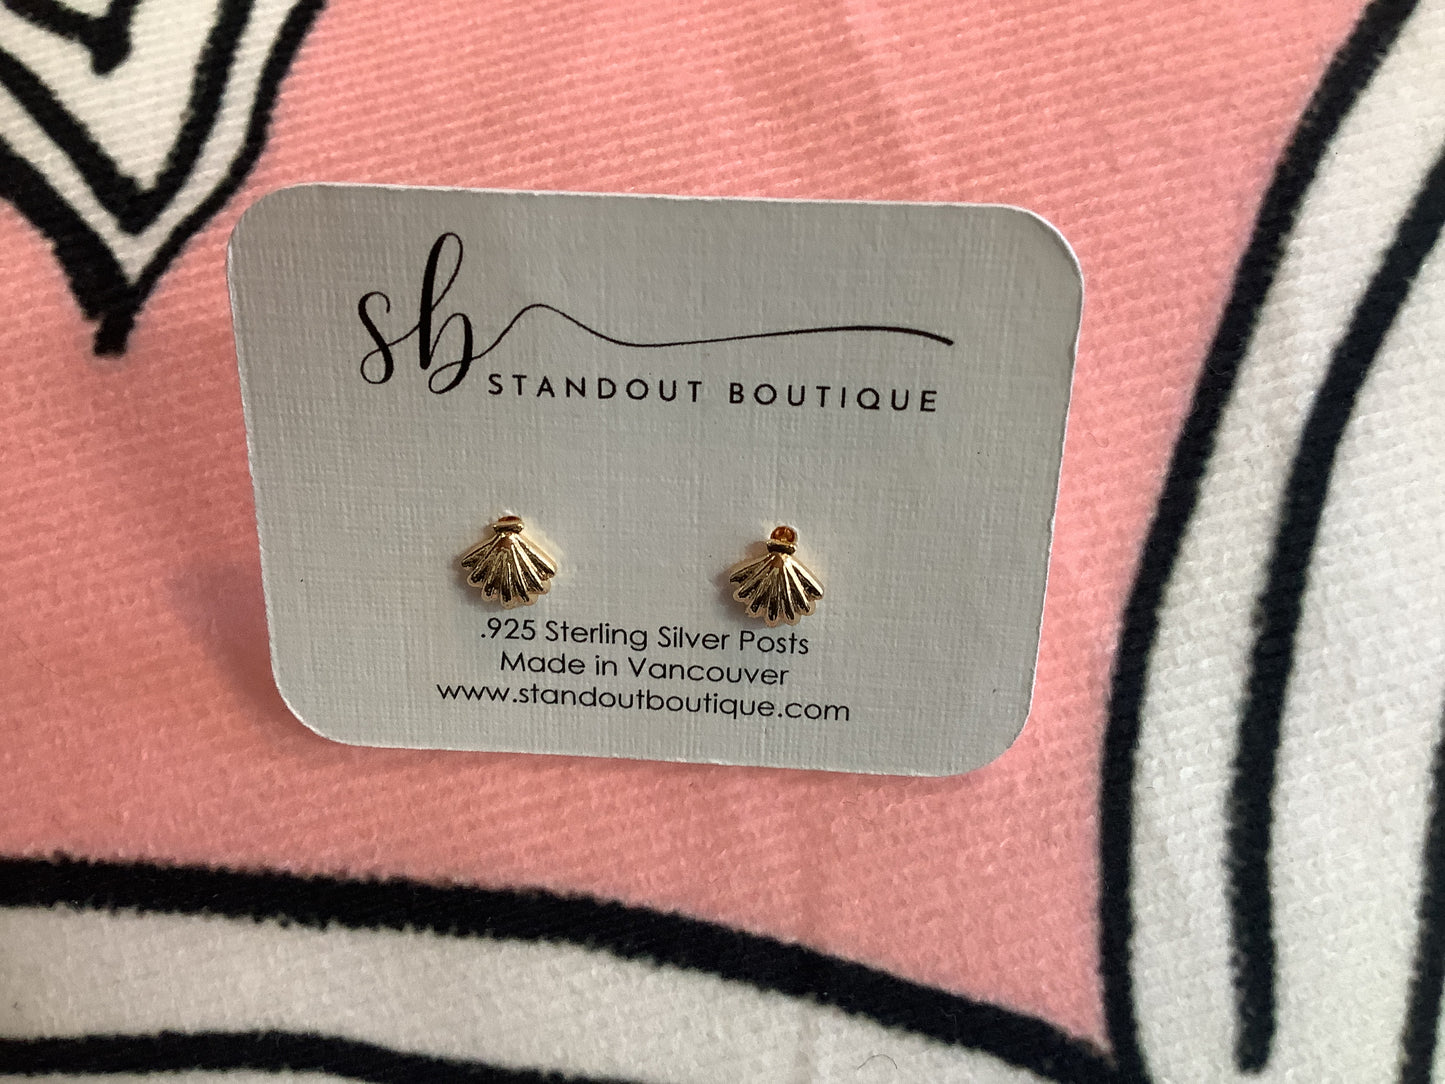 sb
STANDOUT BOUTIQUE
.925 Sterling Silver Posts
Made in Vancouver
www.standoutboutique.com